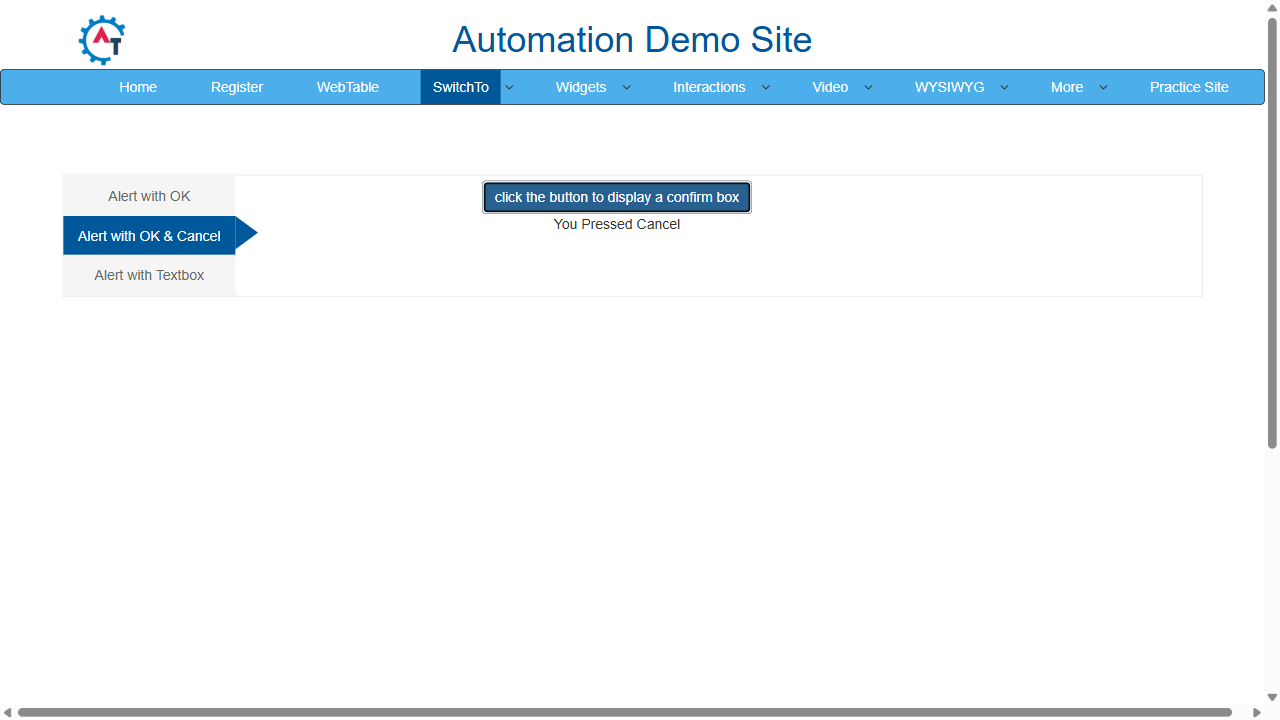 AT
Automation Demo Site
Home Register WebTable SwitchTo Widgets Interactions Video WYSIWYG More Practice Site
Alert with OK
Alert with OK & Cancel
Alert with Textbox
click the button to display a confirm box
You Pressed Cancel